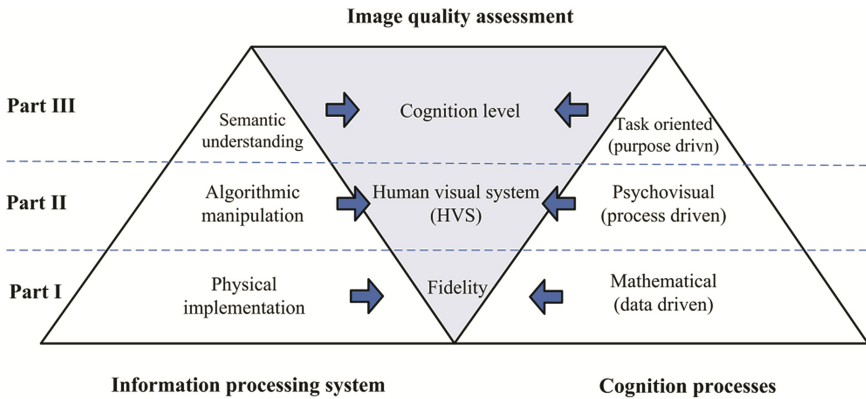 Image quality assessment
Part III
Semantic
understanding
Cognition level
Task oriented
(purpose drivn)
Part II
Algorithmic
manipulation
Human visual system
(HVS)
Psychovisual
(process driven)
Part I
Physical
implementation
Fidelity
Mathematical
(data driven)
Information processing system
Cognition processes